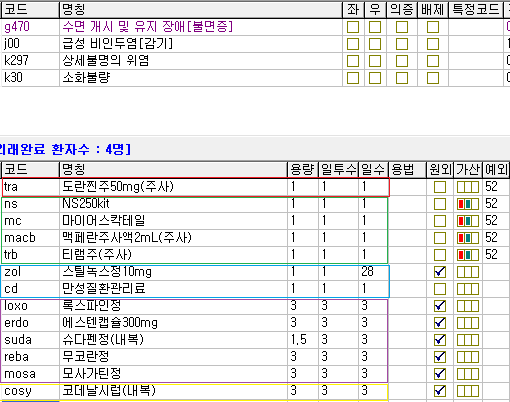 코드 명칭 좌 우 의증 배제 특정코드
g470 수면 개시 및 유지 장애[불면증]
j00 급성 비인두염[감기]
k297 상세불명의 위염
k30 소화불량
외래완료 환자수 : 4명]
코드 명칭 용량 일투수 일수 용법 원외 가산 예외
tra 도란찐주50mg(주사) 1 1 1 52
ns NS250kit 1 1 1 52
mc 마이어스칵테일 1 1 1 52
macb 맥페란주사액2mL(주사) 1 1 1 52
trb 티램주(주사) 1 1 1 52
zol 스틸녹스정10mg 1 1 28
cd 만성질환관리료 1 1 1
loxo 록스파인정 3 3 3
erdo 에스텐캡슐300mg 3 3 3
suda 슈다펜정(내복) 1.5 3 3
reba 무코란정 3 3 3
mosa 모사가틴정 3 3 3
cosy 코데날시럽(내복) 3 3 3